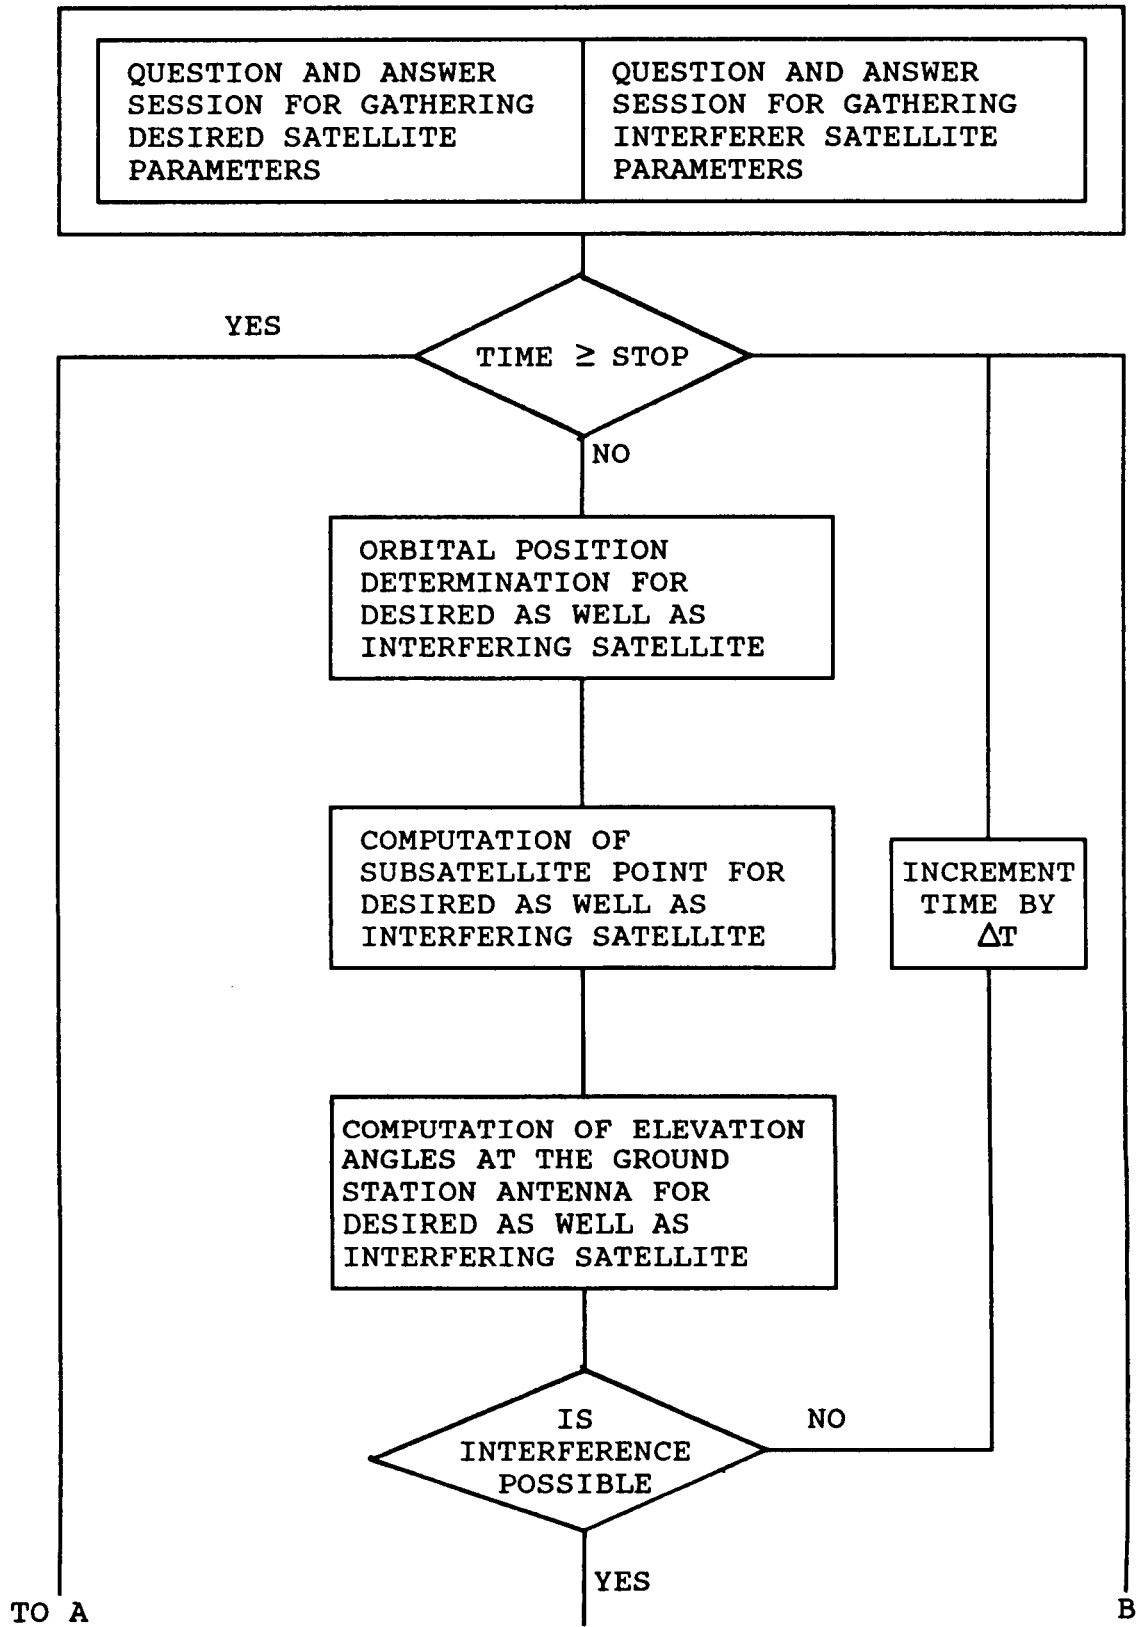 QUESTION AND ANSWER
SESSION FOR GATHERING
DESIRED SATELLITE
PARAMETERS
QUESTION AND ANSWER
SESSION FOR GATHERING
INTERFERER SATELLITE
PARAMETERS
YES
TIME ≥ STOP
NO
ORBITAL POSITION
DETERMINATION FOR
DESIRED AS WELL AS
INTERFERING SATELLITE
COMPUTATION OF
SUBSATELLITE POINT FOR
DESIRED AS WELL AS
INTERFERING SATELLITE
INCREMENT
TIME BY
ΔT
COMPUTATION OF ELEVATION
ANGLES AT THE GROUND
STATION ANTENNA FOR
DESIRED AS WELL AS
INTERFERING SATELLITE
IS
INTERFERENCE
POSSIBLE
NO
YES
TO A
B